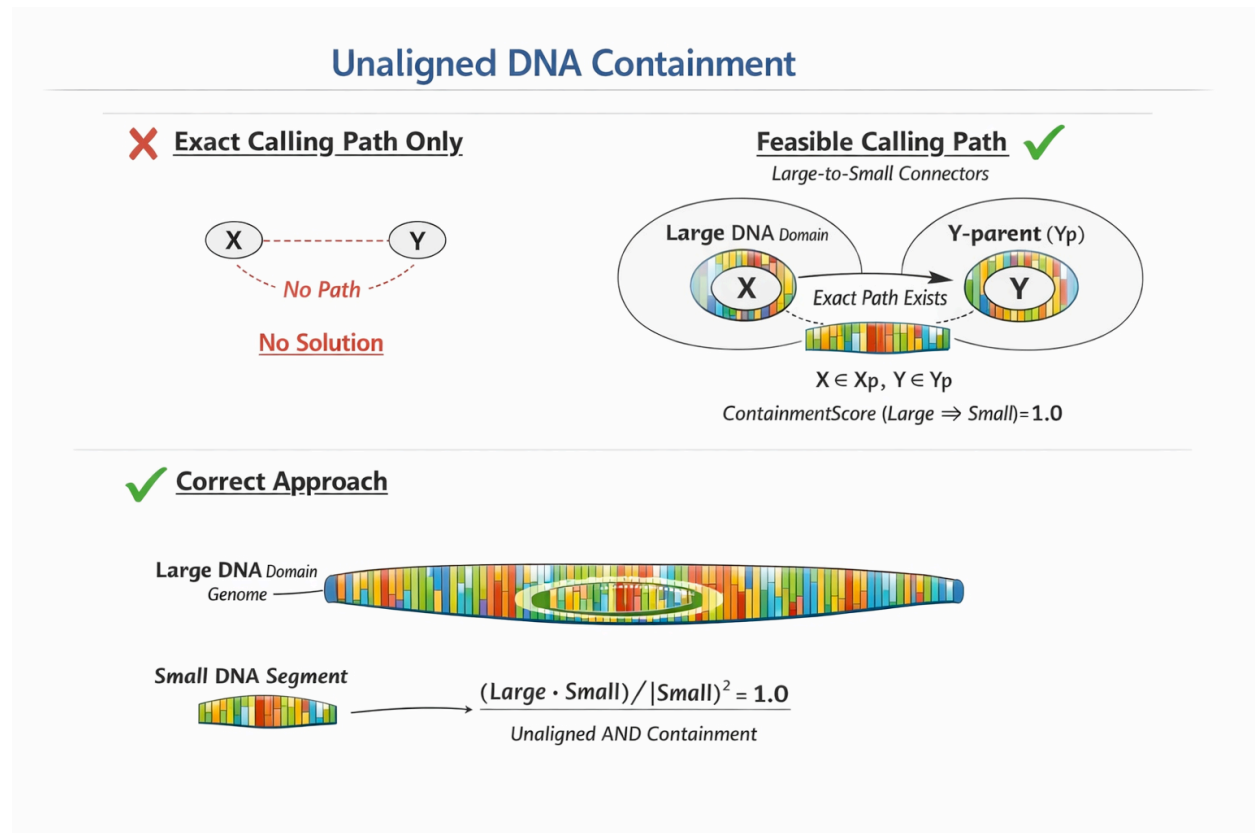 Unaligned DNA Containment
Exact Calling Path Only
X
Y
No Path
No Solution
Feasible Calling Path
Large-to-Small Connectors
Large DNA Domain
Y-parent (Yp)
X
Y
Exact Path Exists
X ∈ Xp, Y ∈ Yp
ContainmentScore (Large ⇒ Small)= 1.0
Correct Approach
Large DNA Domain
Genome
Small DNA Segment
(Large · Small)/|Small)² = 1.0
Unaligned AND Containment